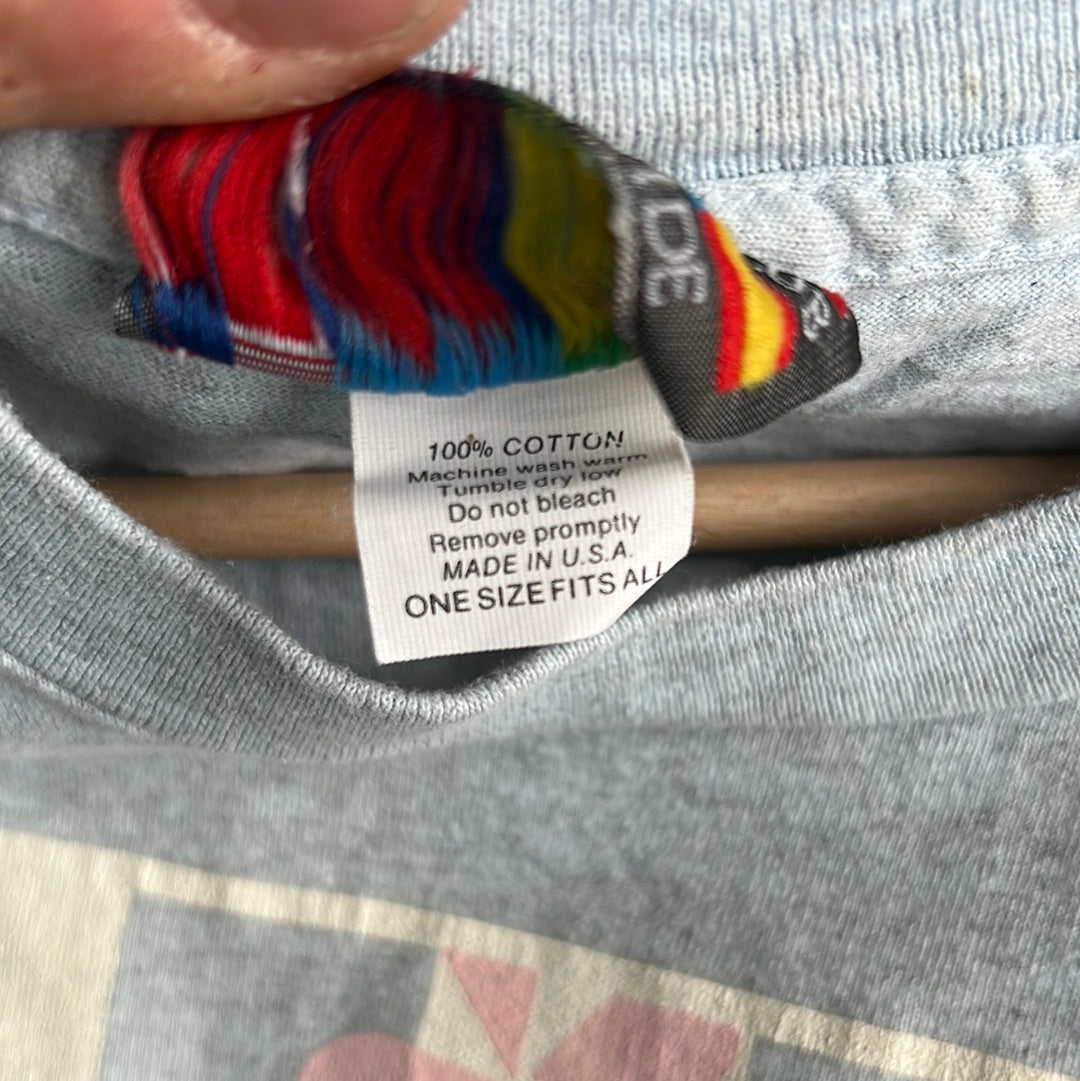 100% COTTON
Machine wash warm
Tumble dry low
Do not bleach
Remove promptly
MADE IN U.S.A.
ONE SIZE FITS ALL